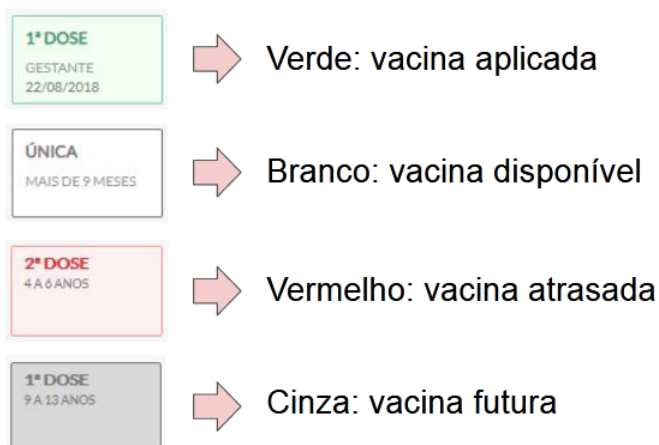 1ª DOSE
GESTANTE
22/08/2018
Verde: vacina aplicada
ÚNICA
MAIS DE 9 MESES
Branco: vacina disponível
2ª DOSE
4 A 6 ANOS
Vermelho: vacina atrasada
1ª DOSE
9 A 13 ANOS
Cinza: vacina futura